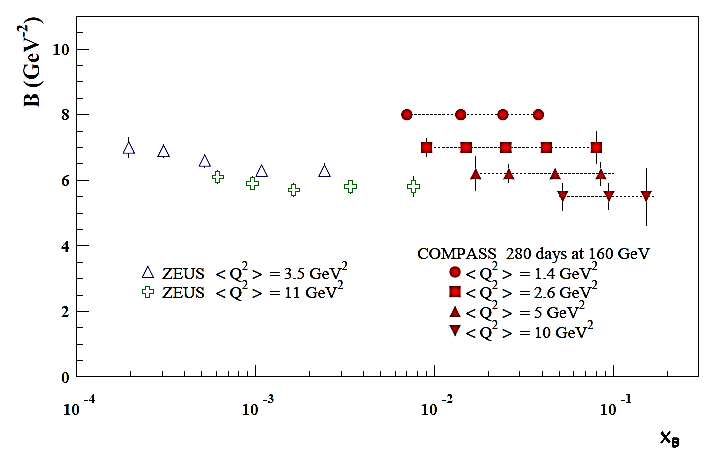 B (GeV⁻²)
10
8
6
4
2
0
COMPASS 280 days at 160 GeV
ZEUS < Q² > = 3.5 GeV²
ZEUS < Q² > = 11 GeV²
< Q² > = 1.4 GeV²
< Q² > = 2.6 GeV²
< Q² > = 5 GeV²
< Q² > = 10 GeV²
10⁻⁴
10⁻³
10⁻²
10⁻¹
x_B